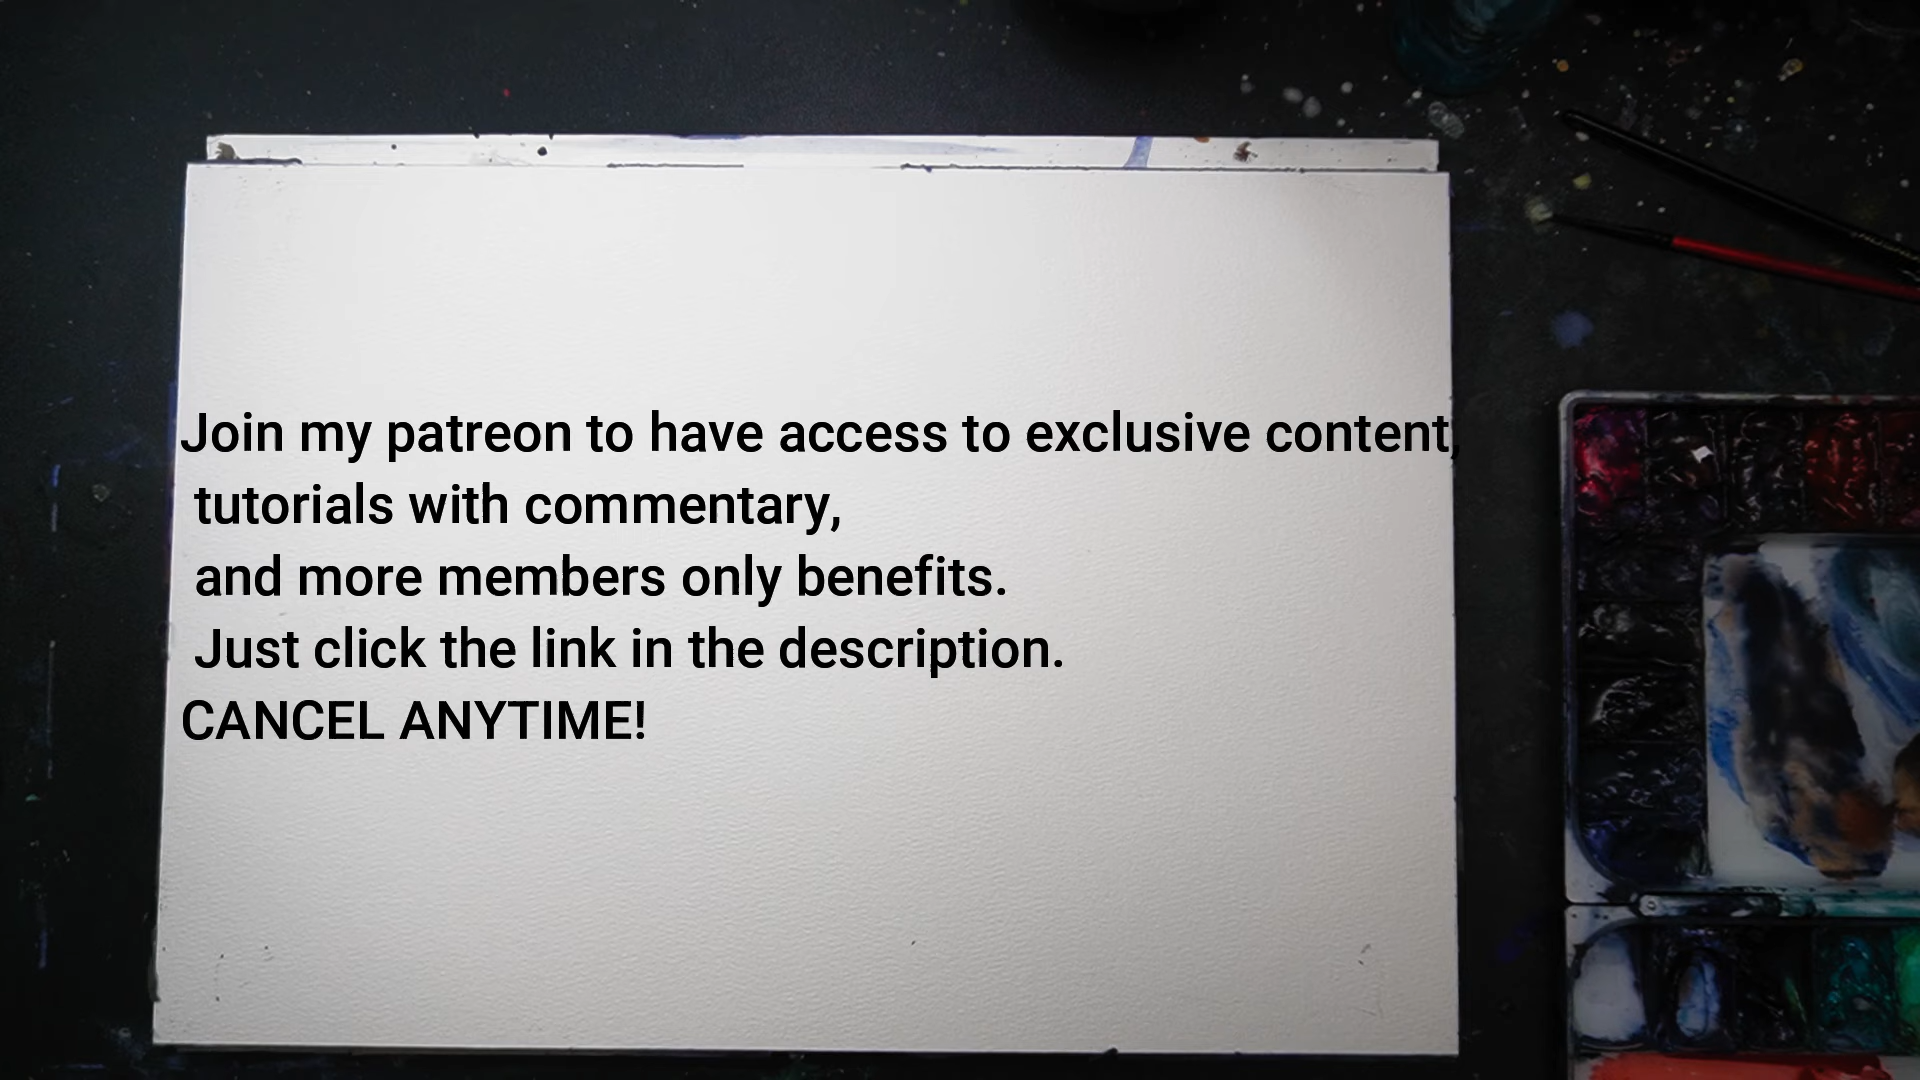 Join my patreon to have access to exclusive content,
tutorials with commentary,
and more members only benefits.
Just click the link in the description.
CANCEL ANYTIME!